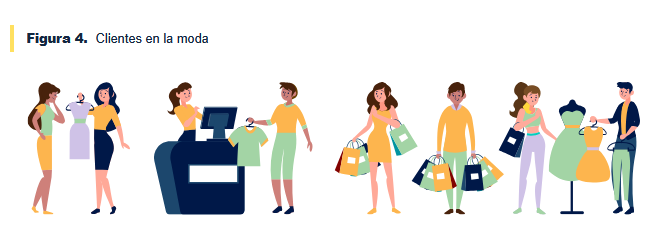 Figura 4. Clientes en la moda